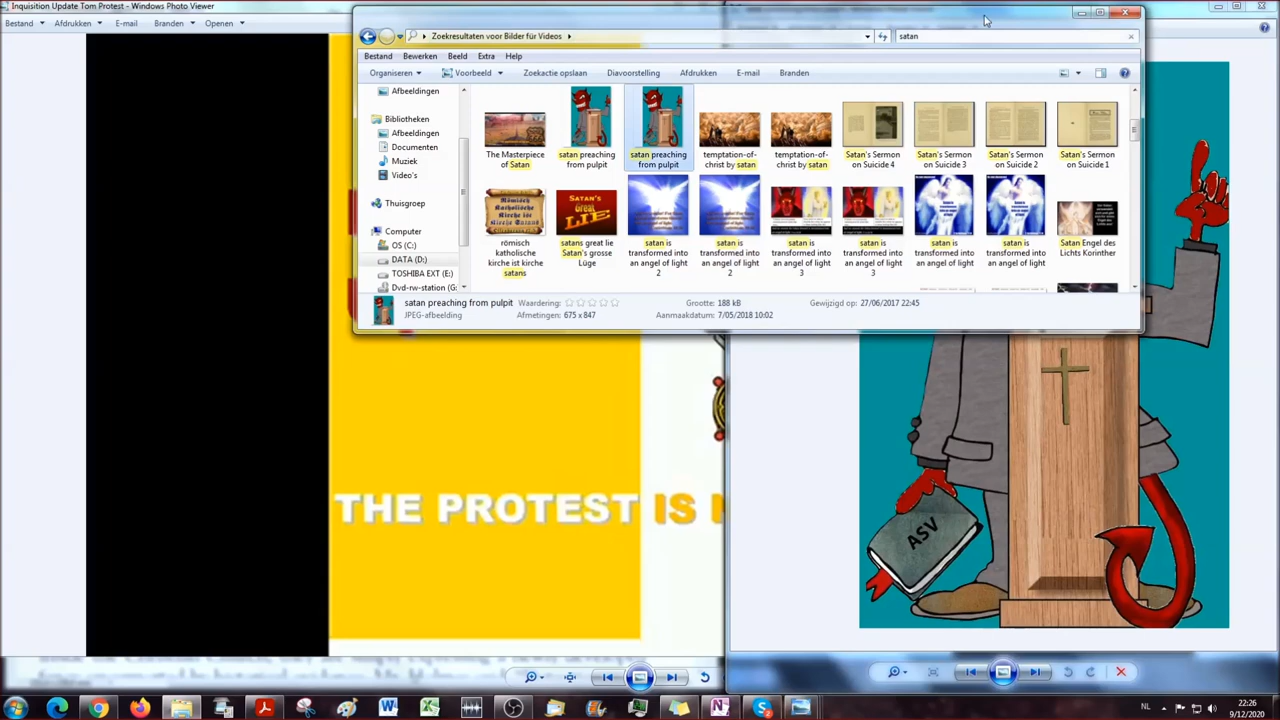 Inquisition Update Tom Protest - Windows Photo Viewer
Bestand Afdrukken E-mail Branden Openen
Zoekresultaten voor Bilder für Videos
satan
Bestand Bewerken Beeld Extra Help
Organiseren Voorbeeld Zoekactie opslaan Diavoorstelling Afdrukken E-mail Branden
Afbeeldingen
Bibliotheken
Afbeeldingen
Documenten
Muziek
Video's
Thuisgroep
Computer
OS (C:)
DATA (D:)
TOSHIBA EXT (E:)
Dvd-rw-station (G:
The Masterpiece of Satan
satan preaching from pulpit
satan preaching from pulpit
temptation-of-christ by satan
temptation-of-christ by satan
Satan's Sermon on Suicide 4
Satan's Sermon on Suicide 3
Satan's Sermon on Suicide 2
Satan's Sermon on Suicide 1
Römisch
Katholische
Kirche ist
Kirche Satans
römisch katholische kirche ist kirche satans
SATAN'S
Great
LIE
satans great lie Satan's grosse Lüge
satan is transformed into an angel of light 2
satan is transformed into an angel of light 2
satan is transformed into an angel of light 3
satan is transformed into an angel of light 3
satan is transformed into an angel of light
satan is transformed into an angel of light
Satan Engel des Lichts Korinther
satan preaching from pulpit Waardering: Grootte: 188 kB Gewijzigd op: 27/06/2017 22:45
JPEG-afbeelding Afmetingen: 675 x 847 Aanmaakdatum: 7/05/2018 10:02
THE PROTEST IS
ASV
NL
22:26
9/12/2020